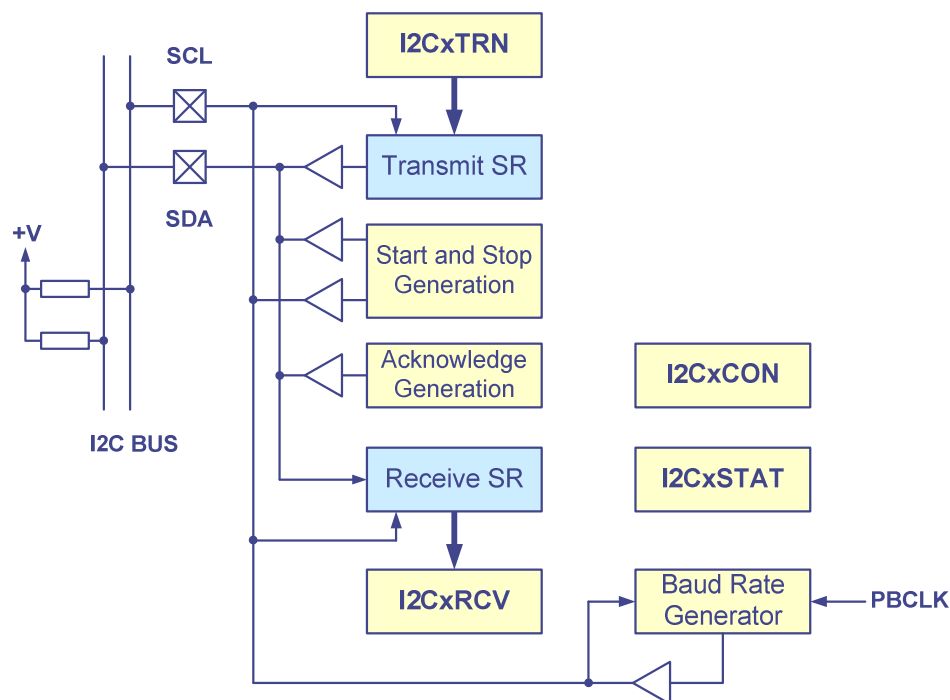 I2CxTRN
SCL
Transmit SR
SDA
+V
Start and Stop
Generation
Acknowledge
Generation
I2CxCON
I2C BUS
Receive SR
I2CxSTAT
I2CxRCV
Baud Rate
Generator
PBCLK